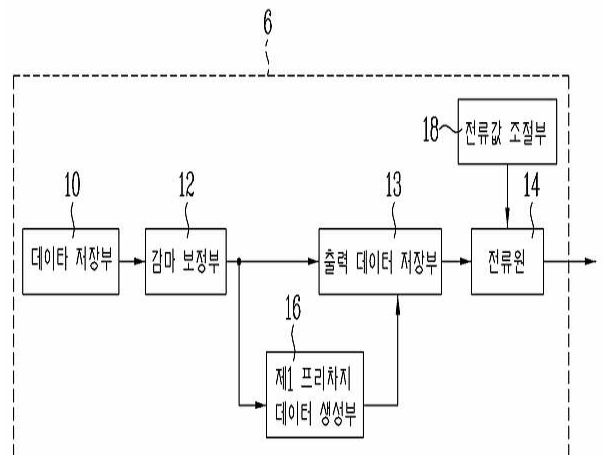 6
18
전류값 조절부
10
12
13
14
데이타 저장부
감마 보정부
출력 데이터 저장부
전류원
16
제1 프리차지
데이터 생성부